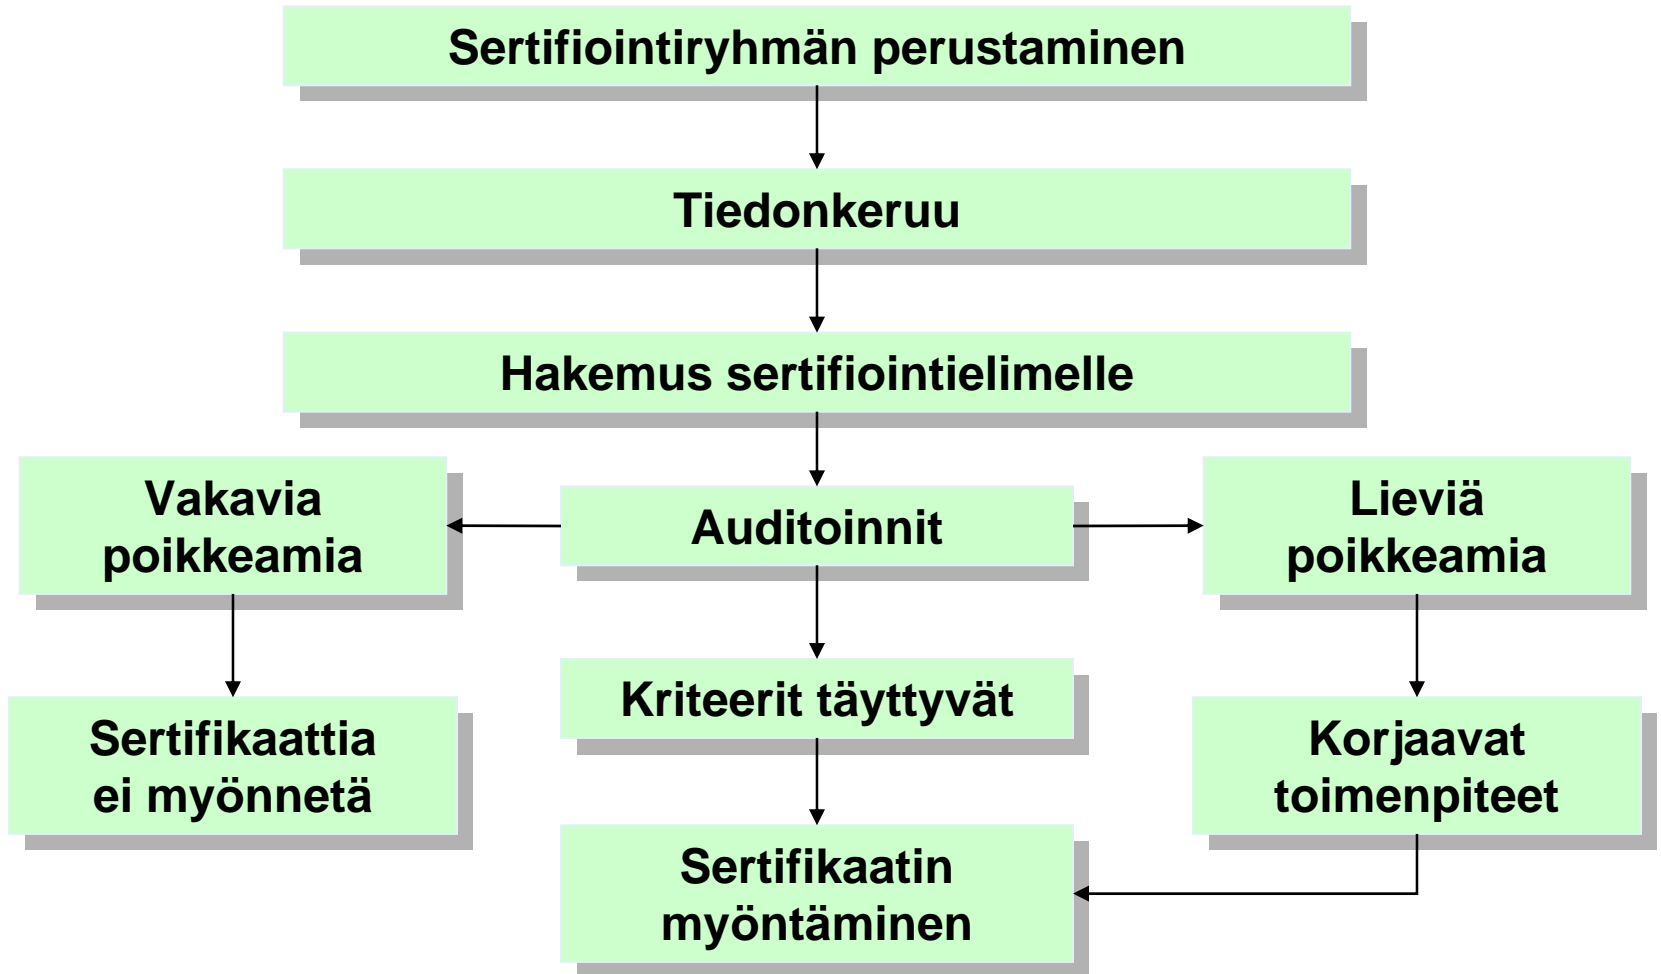 Sertifiointiryhmän perustaminen
Tiedonkeruu
Hakemus sertifiointielimelle
Vakavia
poikkeamia
Auditoinnit
Lieviä
poikkeamia
Sertifikaattia
ei myönnetä
Kriteerit täyttyvät
Korjaavat
toimenpiteet
Sertifikaatin
myöntäminen